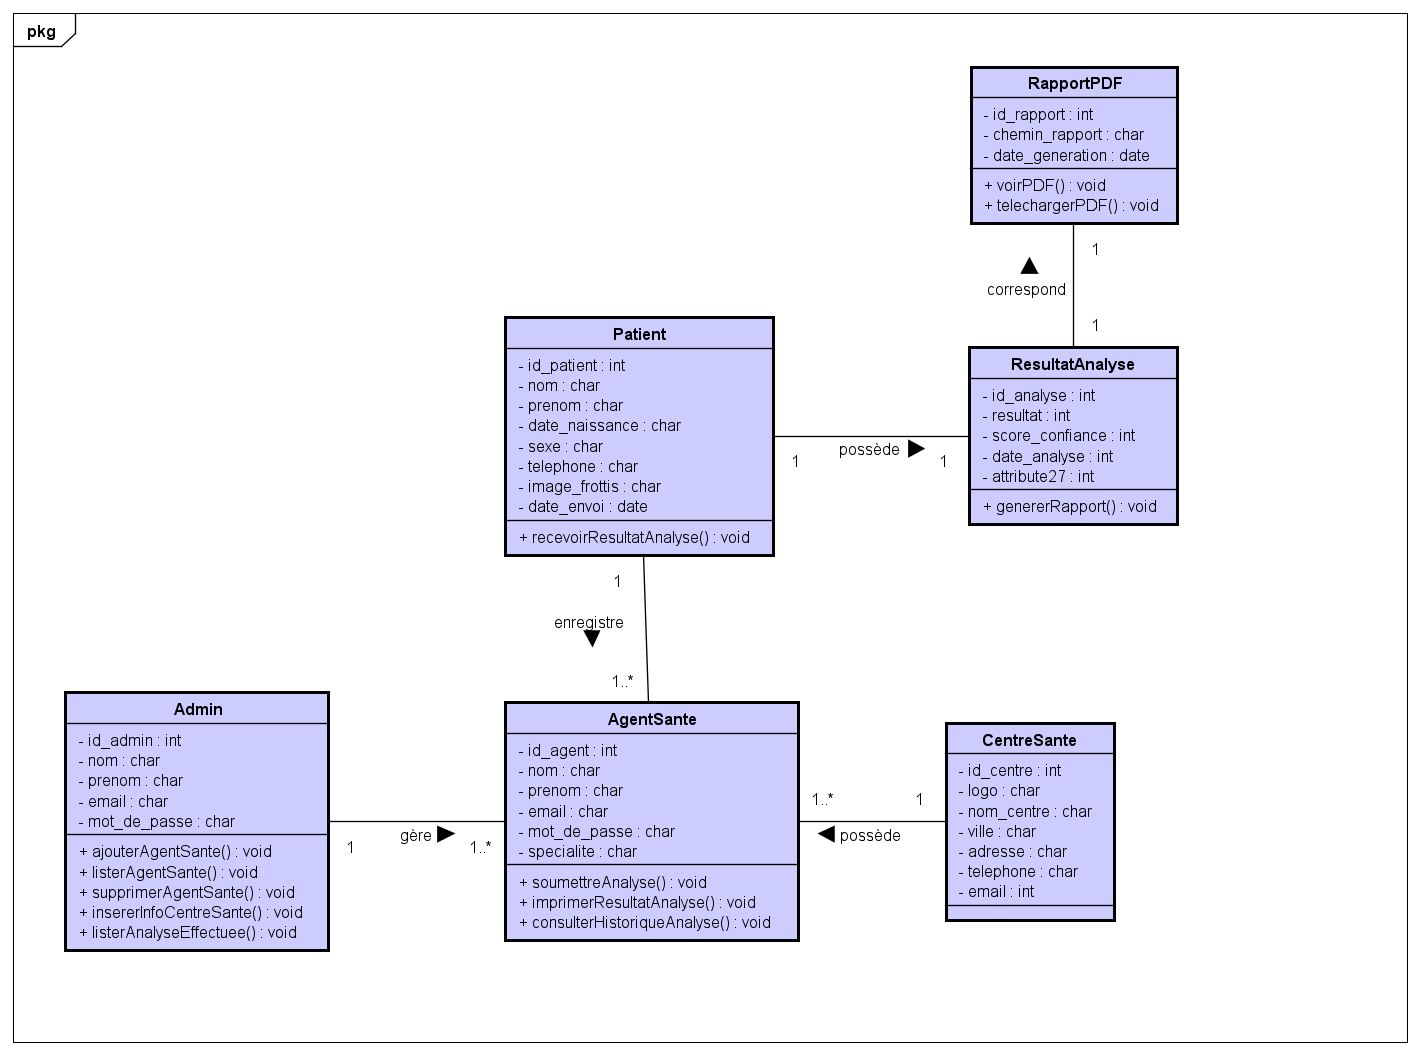 pkg
RapportPDF
- id_rapport : int
- chemin_rapport : char
- date_generation : date
+ voirPDF() : void
+ telechargerPDF() : void
1
correspond
1
Patient
- id_patient : int
- nom : char
- prenom : char
- date_naissance : char
- sexe : char
- telephone : char
- image_frottis : char
- date_envoi : date
+ recevoirResultatAnalyse() : void
1
possède
1
ResultatAnalyse
- id_analyse : int
- resultat : int
- score_confiance : int
- date_analyse : int
- attribute27 : int
+ genererRapport() : void
1
enregistre
1..*
Admin
- id_admin : int
- nom : char
- prenom : char
- email : char
- mot_de_passe : char
+ ajouterAgentSante() : void
+ listerAgentSante() : void
+ supprimerAgentSante() : void
+ insererInfoCentreSante() : void
+ listerAnalyseEffectuee() : void
1
gère
1..*
AgentSante
- id_agent : int
- nom : char
- prenom : char
- email : char
- mot_de_passe : char
- specialite : char
+ soumettreAnalyse() : void
+ imprimerResultatAnalyse() : void
+ consulterHistoriqueAnalyse() : void
1..*
1
possède
CentreSante
- id_centre : int
- logo : char
- nom_centre : char
- ville : char
- adresse : char
- telephone : char
- email : int